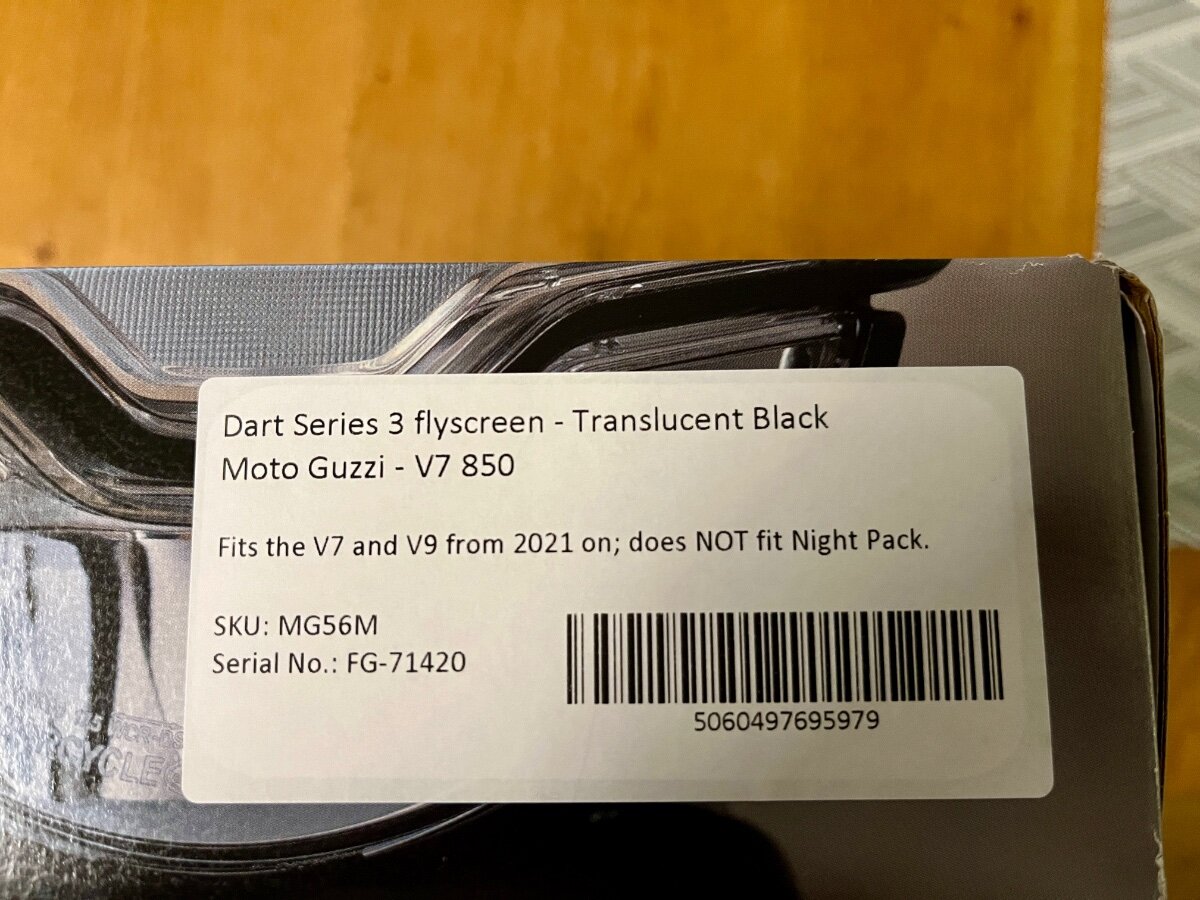 Dart Series 3 flyscreen - Translucent Black
Moto Guzzi - V7 850
Fits the V7 and V9 from 2021 on; does NOT fit Night Pack.
SKU: MG56M
Serial No.: FG-71420
5060497695979